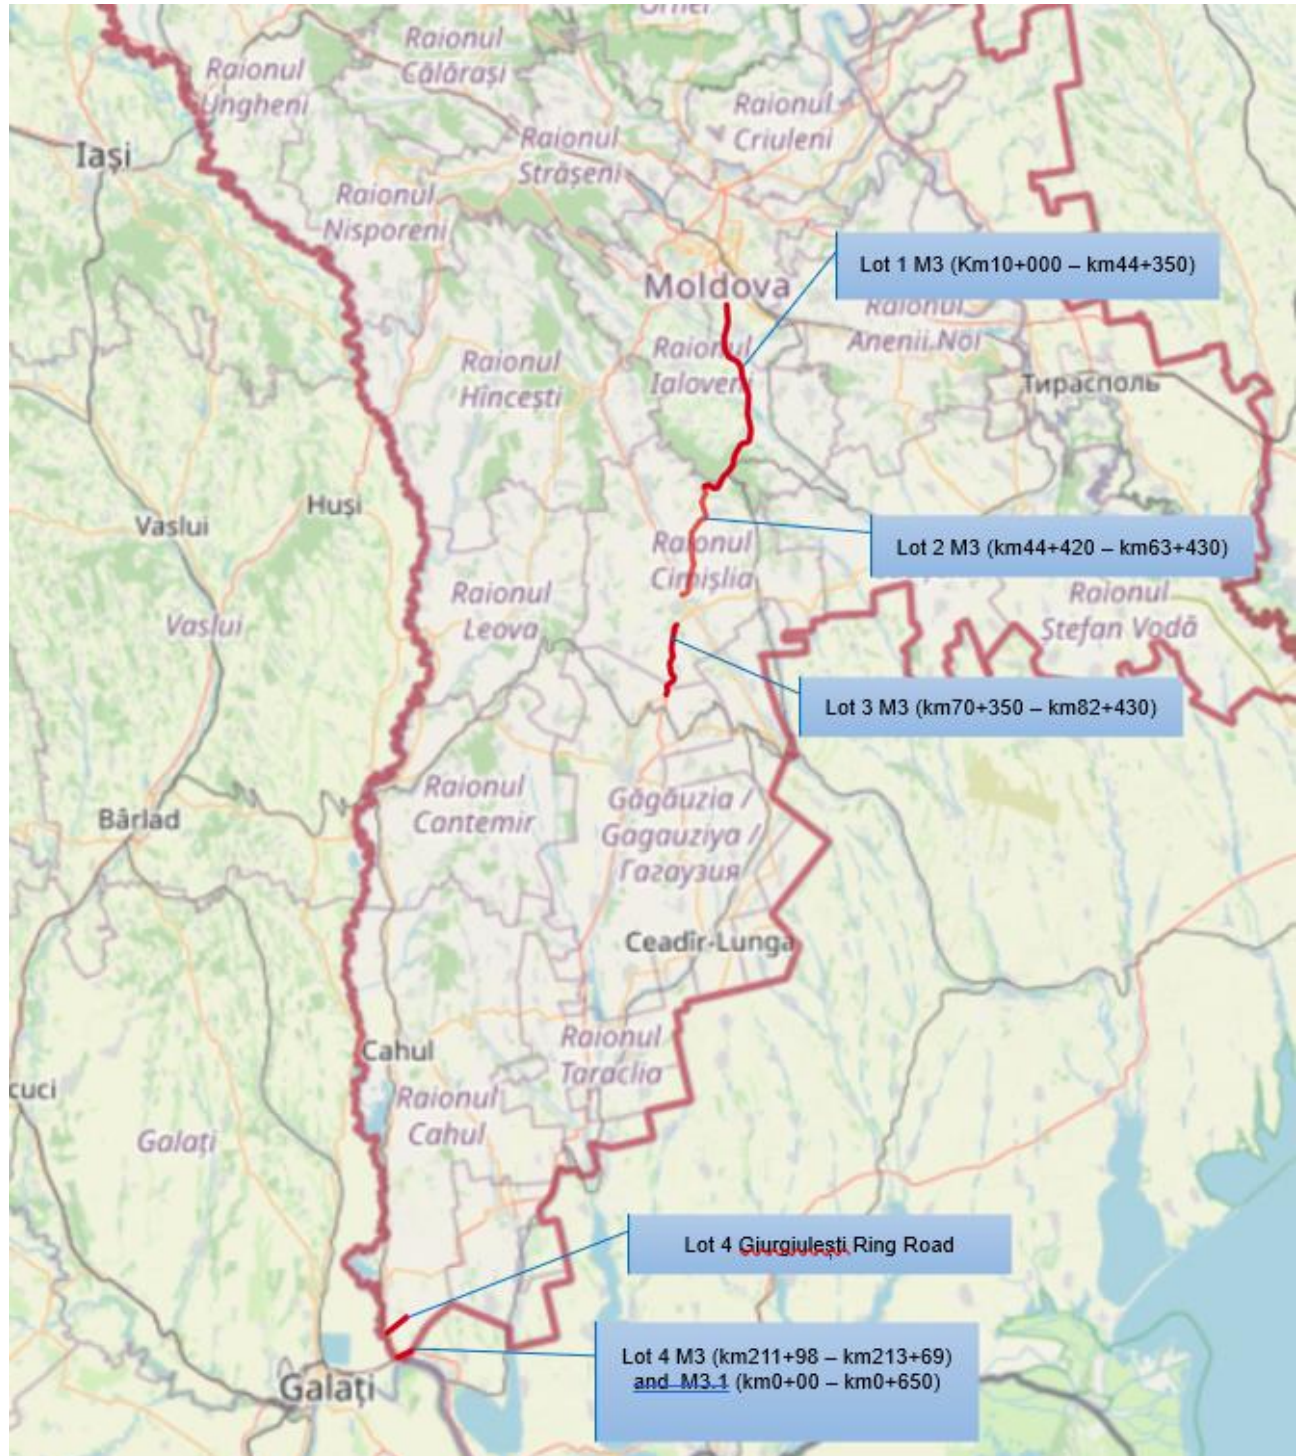 Raionul
Călărași
Raionul
Ungheni
Raionul
Criuleni
Iași
Raionul
Strășeni
Raionul
Nisporeni
Lot 1 M3 (Km10+000 – km44+350)
Moldova
Raionul
Anenii Noi
Raionul
Ialoveni
Raionul
Hîncești
Тирасполь
Huși
Vaslui
Lot 2 M3 (km44+420 – km63+430)
Raionul
Cimișlia
Raionul
Leova
Raionul
Ștefan Vodă
Vaslui
Lot 3 M3 (km70+350 – km82+430)
Raionul
Cantemir
Găgăuzia /
Gagauziya /
Гагаузия
Bârlad
Ceadîr-Lunga
Raionul
Taraclia
Cahul
Raionul
Cahul
cuci
Galați
Lot 4 Giurgiulești Ring Road
Lot 4 M3 (km211+98 – km213+69)
and M3.1 (km0+00 – km0+650)
Galați